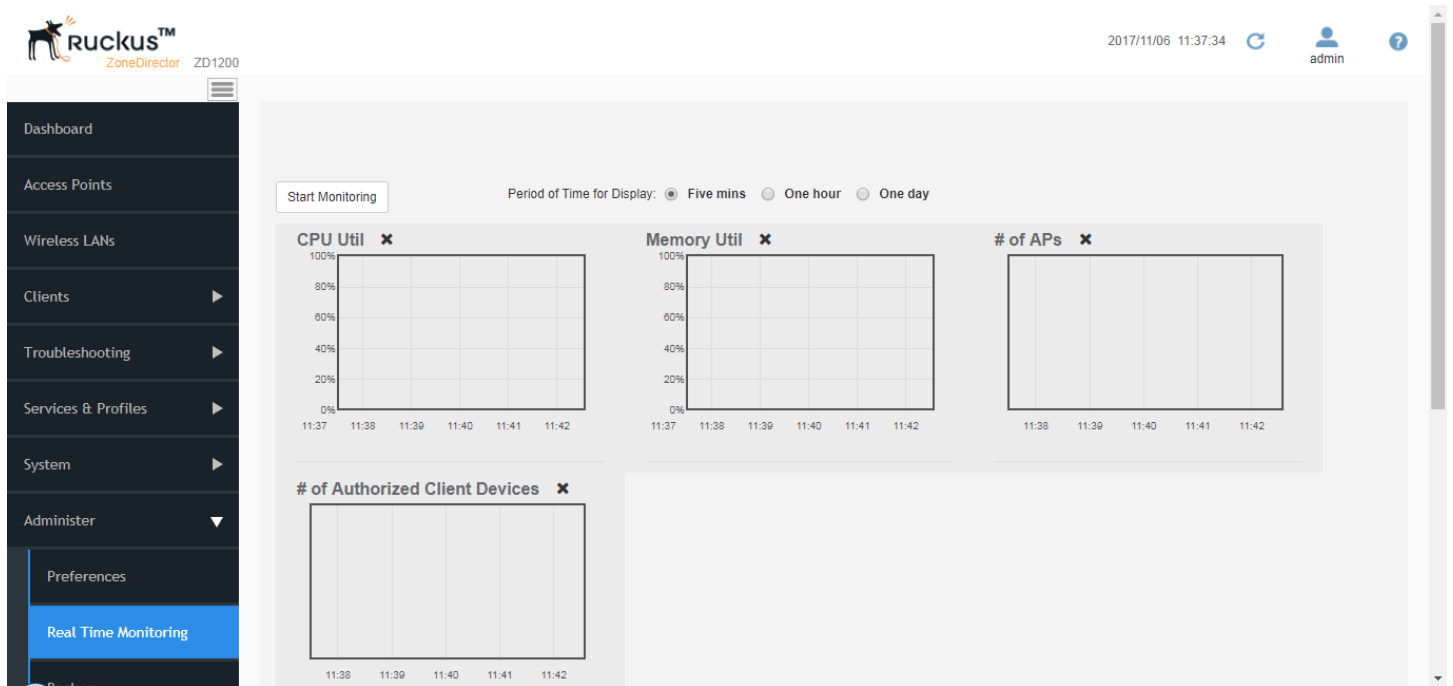 RUCKUS™
ZoneDirector ZD1200
2017/11/06 11:37:34
admin
?
Dashboard
Access Points
Wireless LANs
Clients
Troubleshooting
Services & Profiles
System
Administer
Preferences
Real Time Monitoring
Start Monitoring
Period of Time for Display: Five mins One hour One day
CPU Util
100%
80%
60%
40%
20%
0%
11:37 11:38 11:39 11:40 11:41 11:42
Memory Util
100%
80%
60%
40%
20%
0%
11:37 11:38 11:39 11:40 11:41 11:42
# of APs
11:38 11:39 11:40 11:41 11:42
# of Authorized Client Devices
11:38 11:39 11:40 11:41 11:42